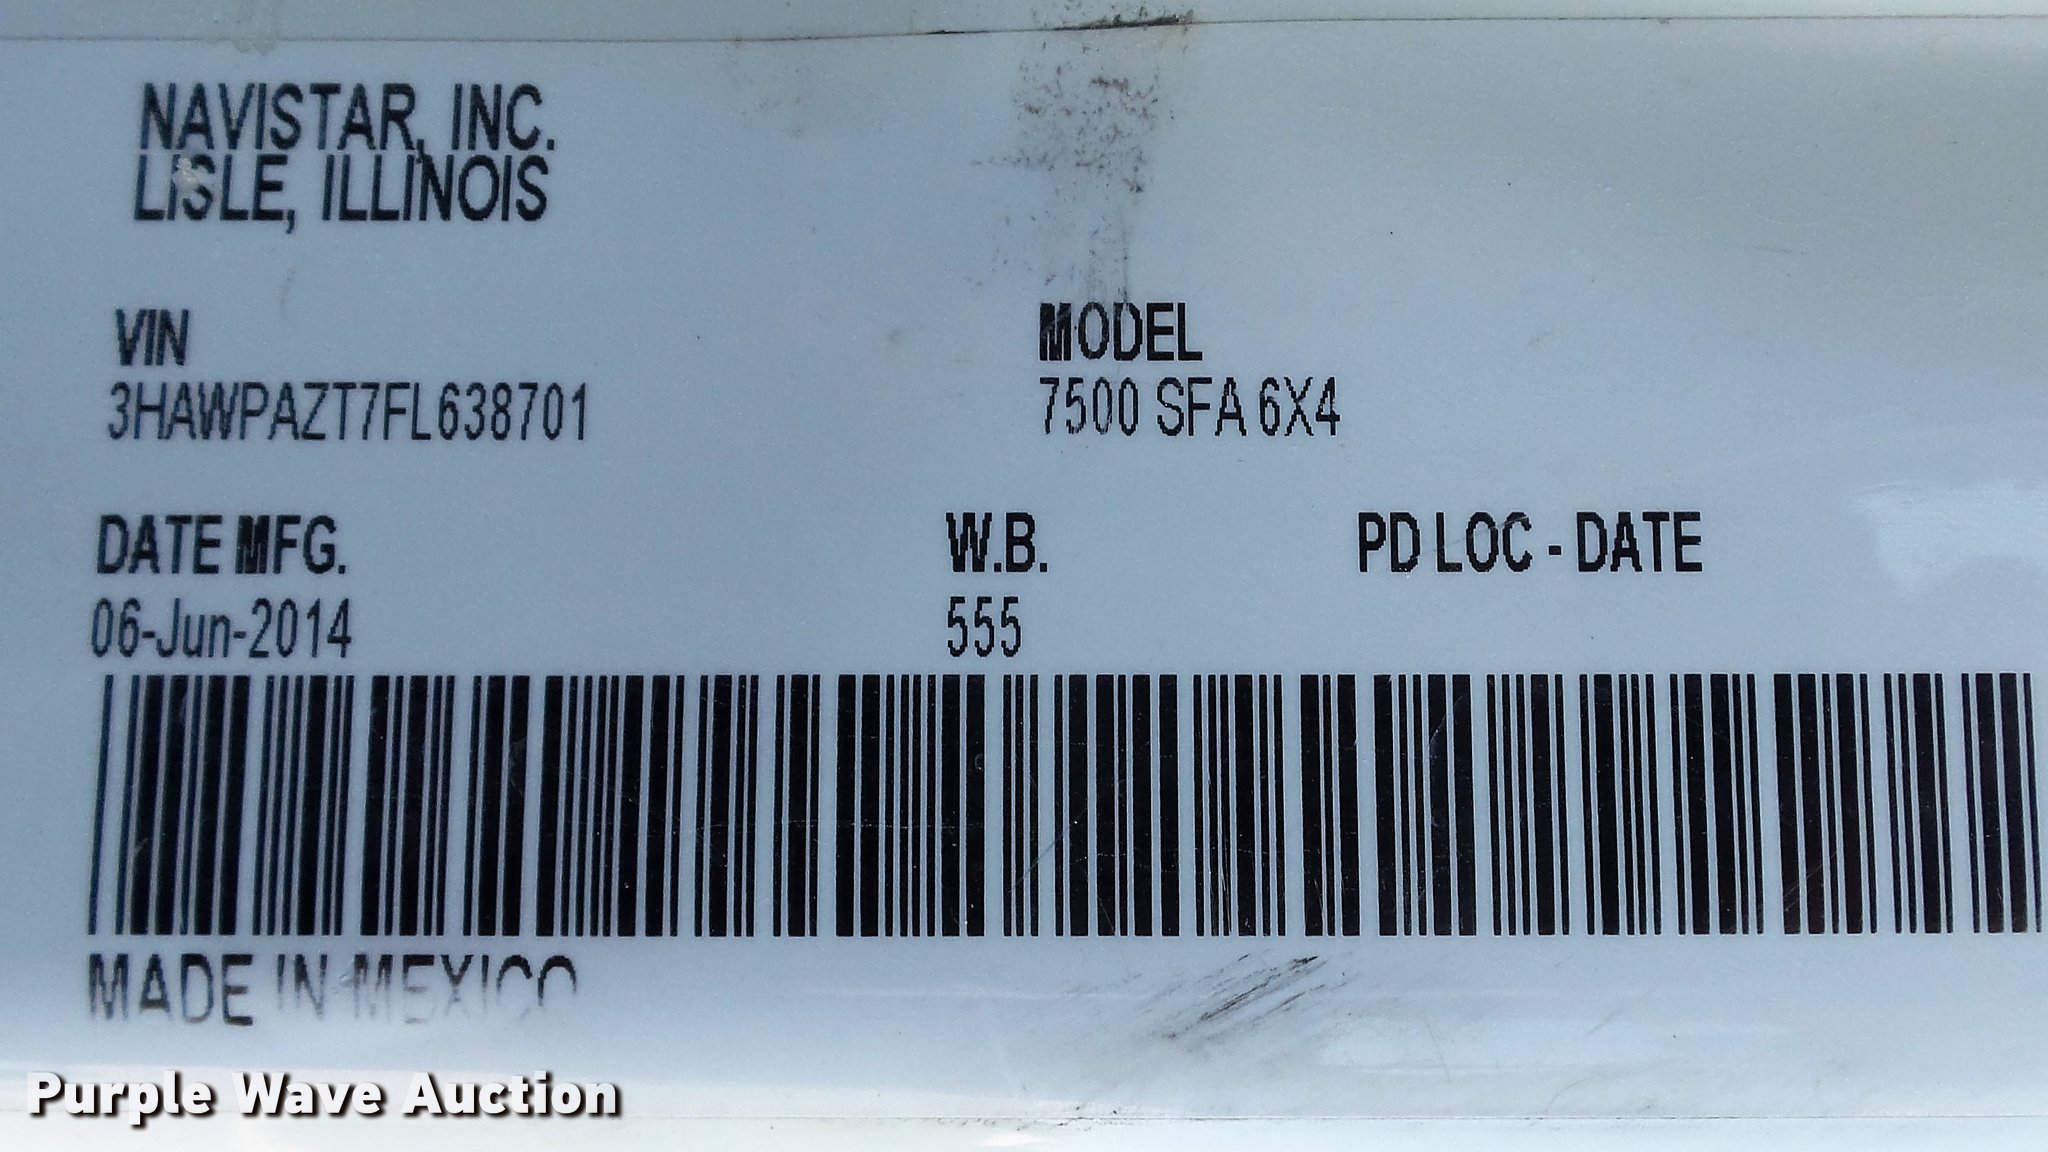 NAVISTAR, INC.
LISLE, ILLINOIS
VIN
3HAWPAZT7FL638701
MODEL
7500 SFA 6X4
DATE MFG.
06-Jun-2014
W.B.
555
PD LOC - DATE
MADE IN MEXICO
Purple Wave Auction